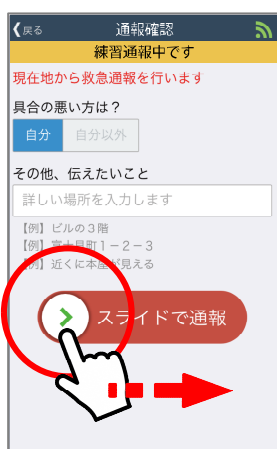 戻る
通報確認
練習通報中です
現在地から救急通報を行います
具合の悪い方は？
自分
自分以外
その他、伝えたいこと
詳しい場所を入力します
【例】ビルの３階
【例】富士見町１－２－３
【例】近くに本屋が見える
スライドで通報